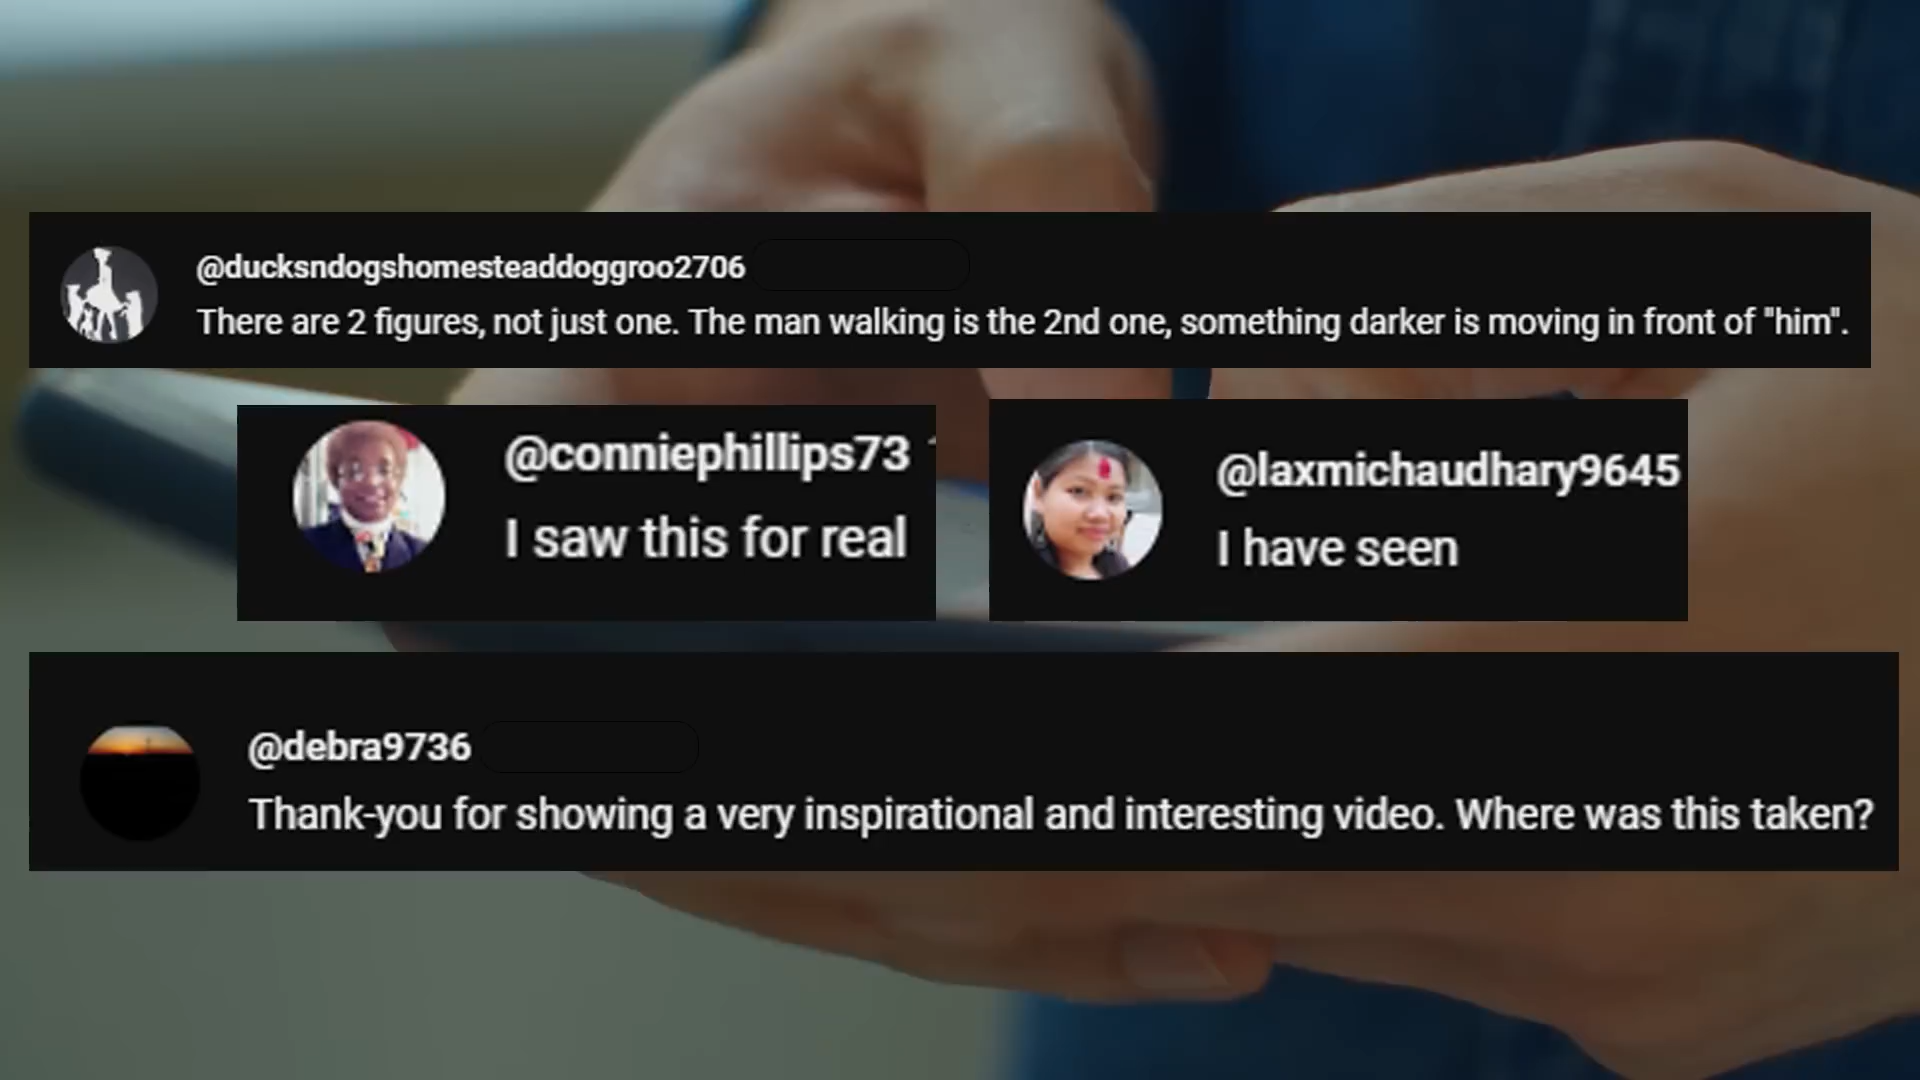 @ducksndogshomesteaddoggroo2706
There are 2 figures, not just one. The man walking is the 2nd one, something darker is moving in front of "him".
@conniephillips73
I saw this for real
@laxmichaudhary9645
I have seen
@debra9736
Thank-you for showing a very inspirational and interesting video. Where was this taken?